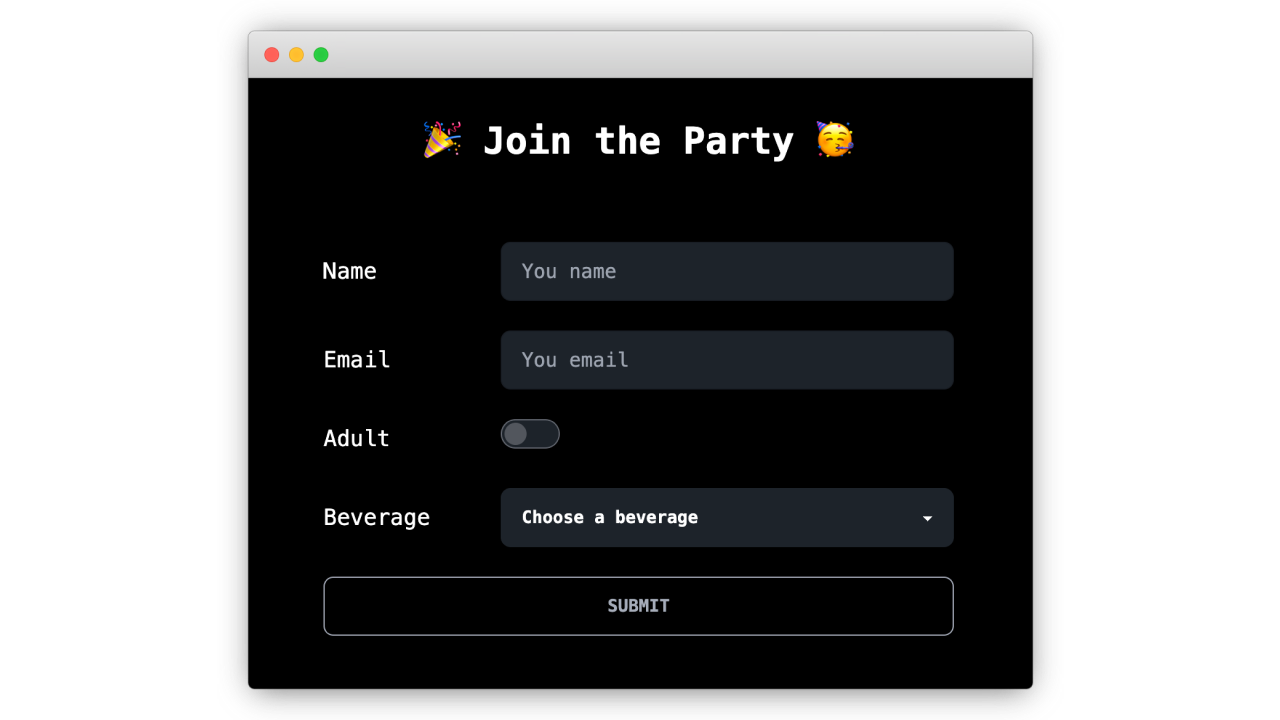 🎉 Join the Party 🥳
Name
You name
Email
You email
Adult
Beverage
Choose a beverage
SUBMIT